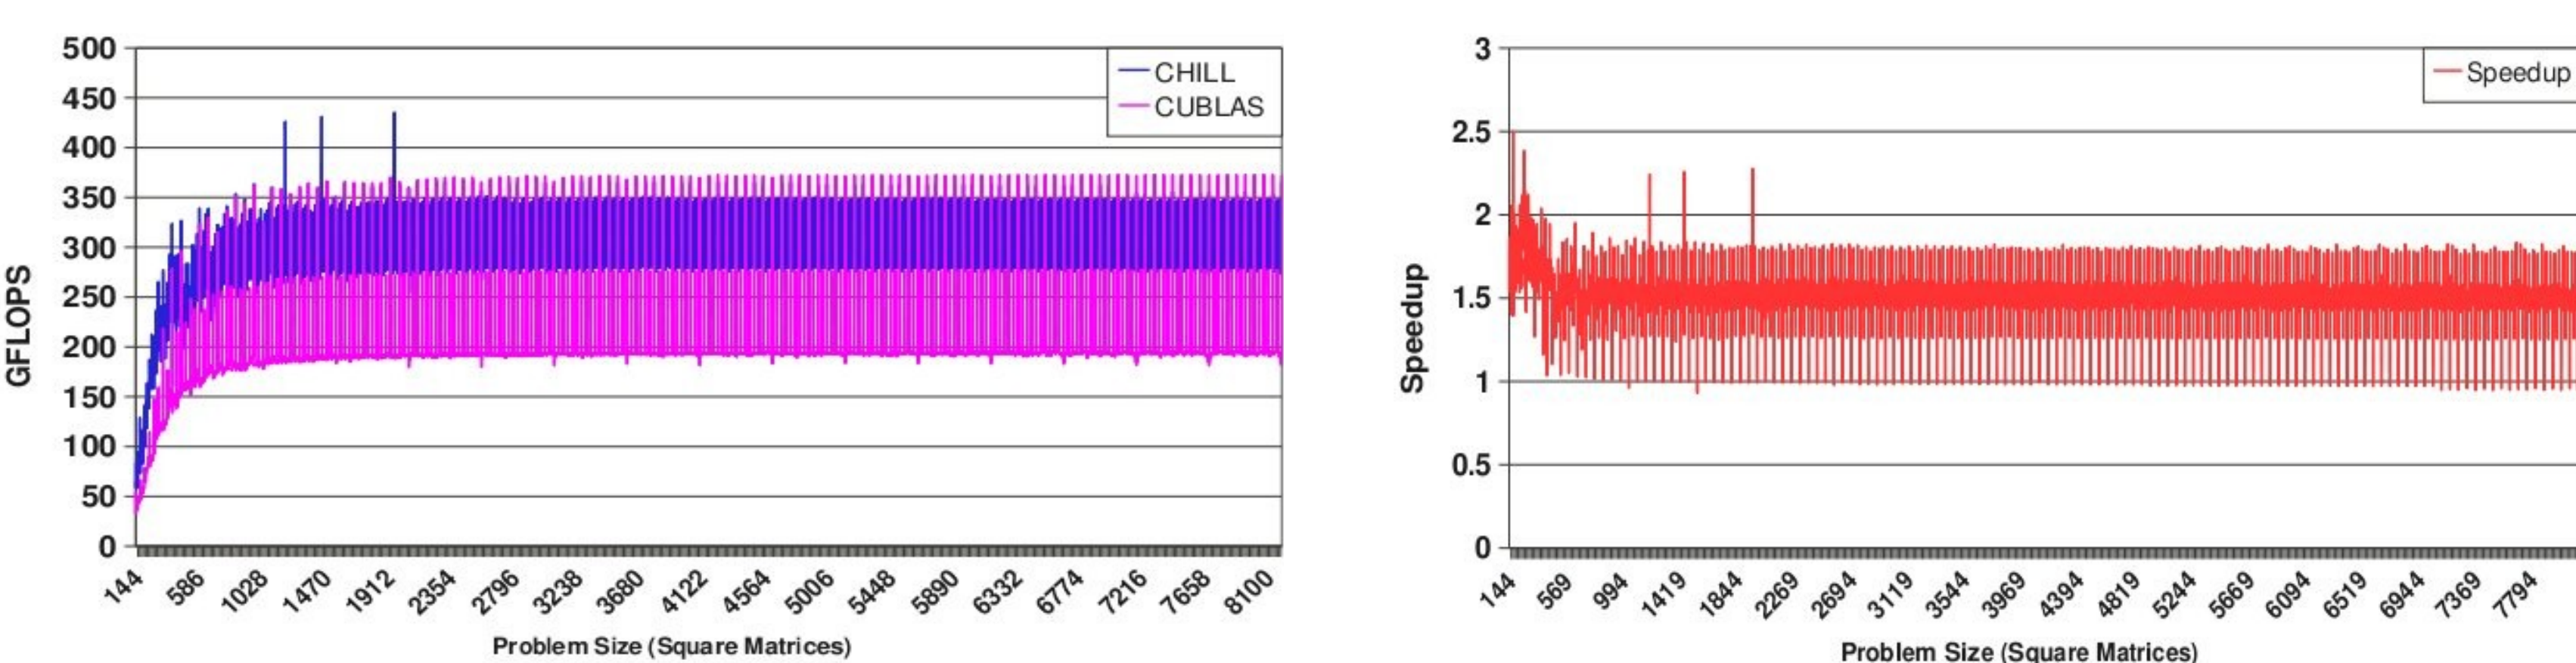 500
450
400
350
300
250
200
150
100
50
0
GFLOPS
CHILL
CUBLAS
144 586 1028 1470 1912 2354 2796 3238 3680 4122 4564 5006 5448 5890 6332 6774 7216 7658 8100
Problem Size (Square Matrices)
3
2.5
2
1.5
1
0.5
0
Speedup
Speedup
144 569 994 1419 1844 2269 2694 3119 3544 3969 4394 4819 5244 5669 6094 6519 6944 7369 7794
Problem Size (Square Matrices)